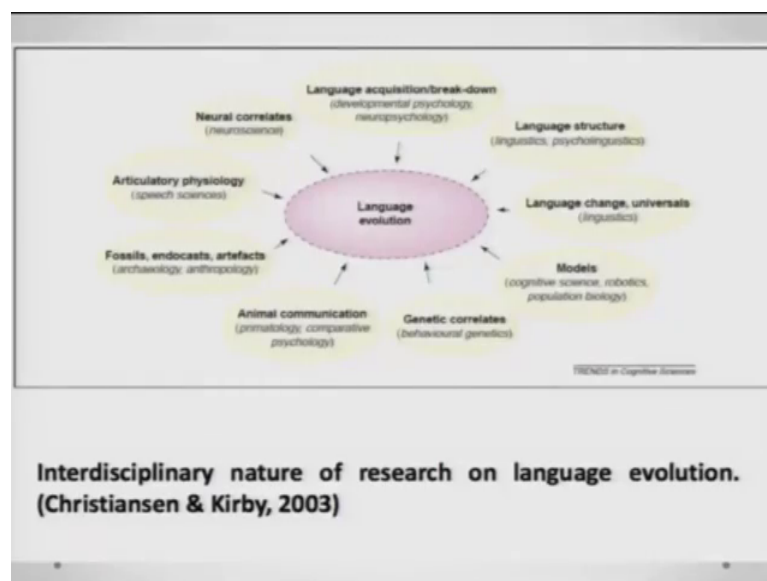 Language acquisition/break-down
(developmental psychology,
neuropsychology)
Neural correlates
(neuroscience)
Language structure
(linguistics, psycholinguistics)
Articulatory physiology
(speech sciences)
Language change, universals
(linguistics)
Language
evolution
Fossils, endocasts, artefacts
(archaeology, anthropology)
Models
(cognitive science, robotics,
population biology)
Animal communication
(primatology, comparative
psychology)
Genetic correlates
(behavioural genetics)
TRENDS in Cognitive Sciences
Interdisciplinary nature of research on language evolution.
(Christiansen & Kirby, 2003)